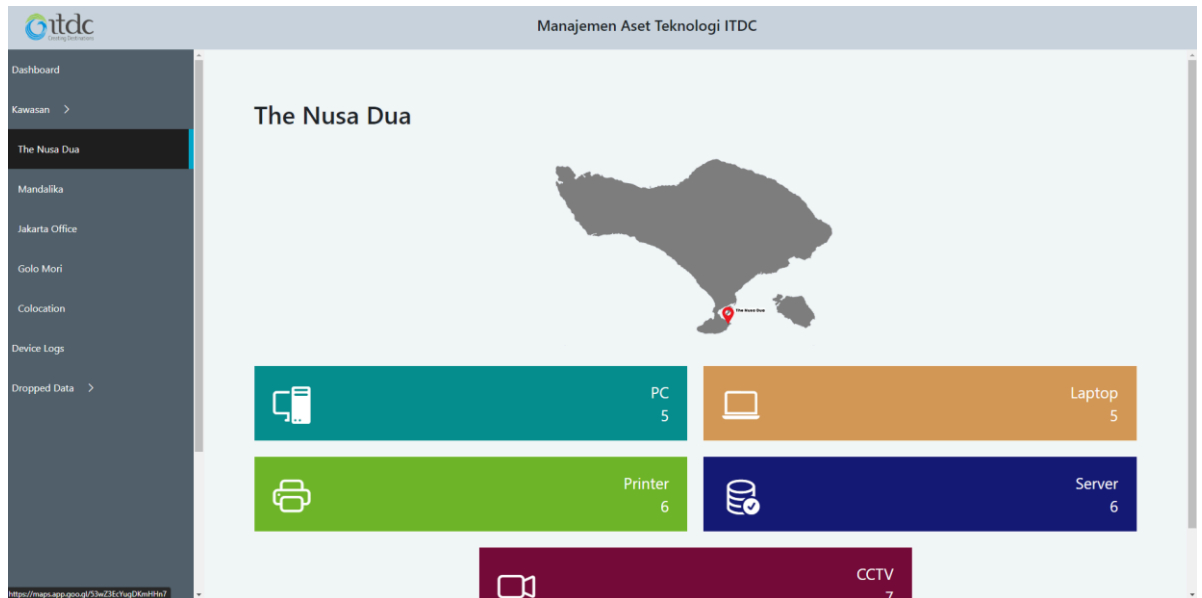 itdc
Creating Destinations
Manajemen Aset Teknologi ITDC
Dashboard
Kawasan
The Nusa Dua
Mandalika
Jakarta Office
Golo Mori
Colocation
Device Logs
Dropped Data
The Nusa Dua
The Nusa Dua
PC
5
Laptop
5
Printer
6
Server
6
CCTV
7
https://maps.app.goo.gl/53wZ3EcYugDKmHHn7